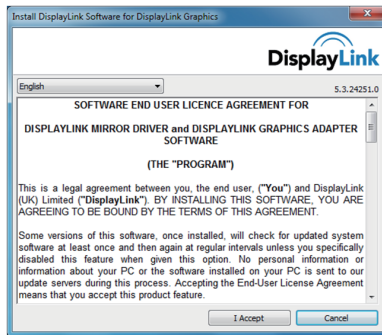 Install DisplayLink Software for DisplayLink Graphics
DisplayLink
English
5.3.24251.0
SOFTWARE END USER LICENCE AGREEMENT FOR
DISPLAYLINK MIRROR DRIVER and DISPLAYLINK GRAPHICS ADAPTER
SOFTWARE
(THE "PROGRAM")
This is a legal agreement between you, the end user, ("You") and DisplayLink
(UK) Limited ("DisplayLink"). BY INSTALLING THIS SOFTWARE, YOU ARE
AGREEING TO BE BOUND BY THE TERMS OF THIS AGREEMENT.
Some versions of this software, once installed, will check for updated system
software at least once and then again at regular intervals unless you specifically
disabled this feature when given this option. No personal information or
information about your PC or the software installed on your PC is sent to our
update servers during this process. Accepting the End-User License Agreement
means that you accept this product feature.
I Accept
Cancel